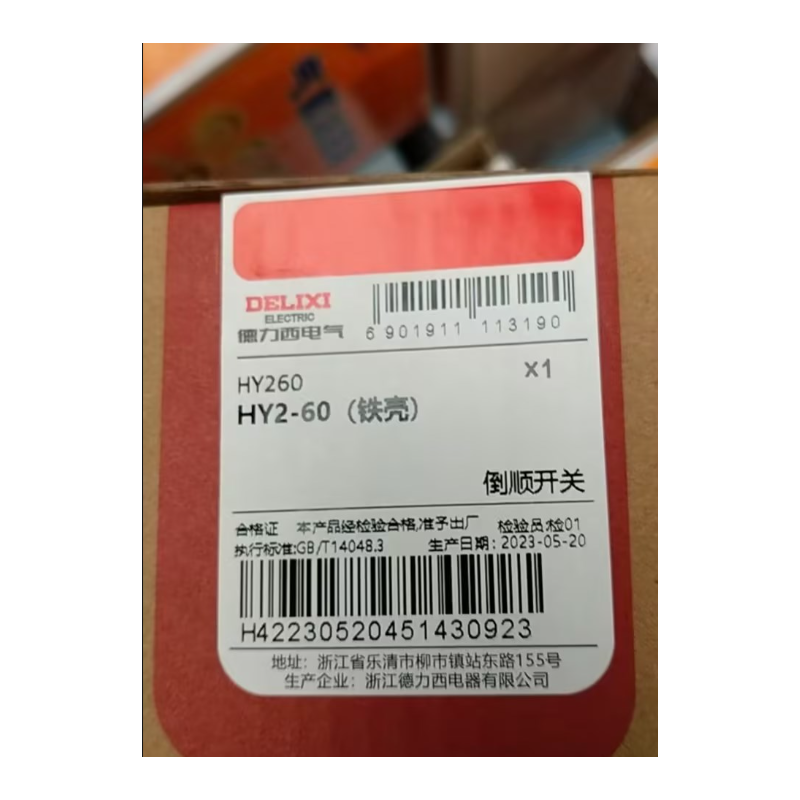 DELIXI
ELECTRIC
德力西电气
6 901911 113190
HY260
x1
HY2-60（铁壳）
倒顺开关
合格证 本产品经检验合格,准予出厂 检验员:检01
执行标准:GB/T14048.3 生产日期：2023-05-20
H422305204514309​23
地址：浙江省乐清市柳市镇站东路155号
生产企业：浙江德力西电器有限公司